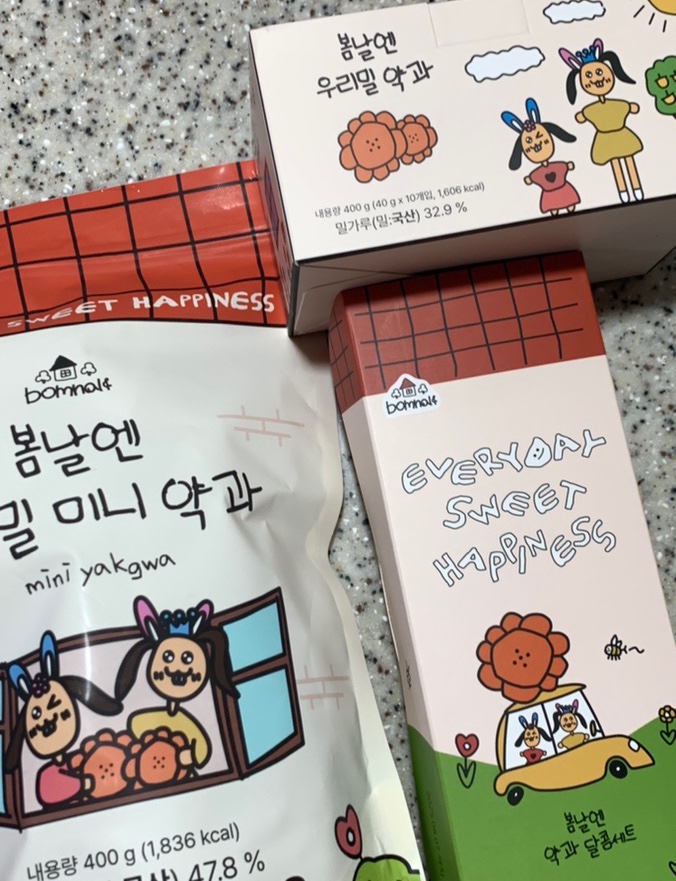 봄날엔
우리밀 약과
내용량 400 g (40 g x 10개입, 1,606 kcal)
밀가루(밀:국산) 32.9 %
SWEET HAPPINESS
bomnal
봄날엔
밀 미니 약과
mini yakgwa
내용량 400 g (1,836 kcal)
47.8 %
bomnal
EVERYDAY
SWEET
HAPPINESS
봄날엔
약과 달콤세트